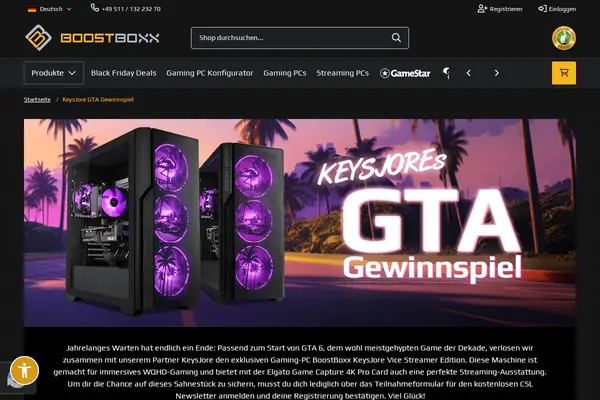 Deutsch
+49 511 / 132 232 70
Registrieren
Einloggen
BOOSTBOXX
Shop durchsuchen...
Produkte
Black Friday Deals
Gaming PC Konfigurator
Gaming PCs
Streaming PCs
GameStar
Startseite / KeysJore GTA Gewinnspiel
KEYSJOREs
GTA
Gewinnspiel
Jahrelanges Warten hat endlich ein Ende: Passend zum Start von GTA 6, dem wohl meistgehypten Game der Dekade, verlosen wir
zusammen mit unserem Partner KeysJore den exklusiven Gaming-PC BoostBoxx KeysJore Vice Streamer Edition. Diese Maschine ist
gemacht für immersives WQHD-Gaming und bietet mit der Elgato Game Capture 4K Pro Card auch eine perfekte Streaming-Ausstattung.
Um dir die Chance auf dieses Sahnestück zu sichern, musst du dich lediglich über das Teilnahmeformular für den kostenlosen CSL
Newsletter anmelden und deine Registrierung bestätigen. Viel Glück!